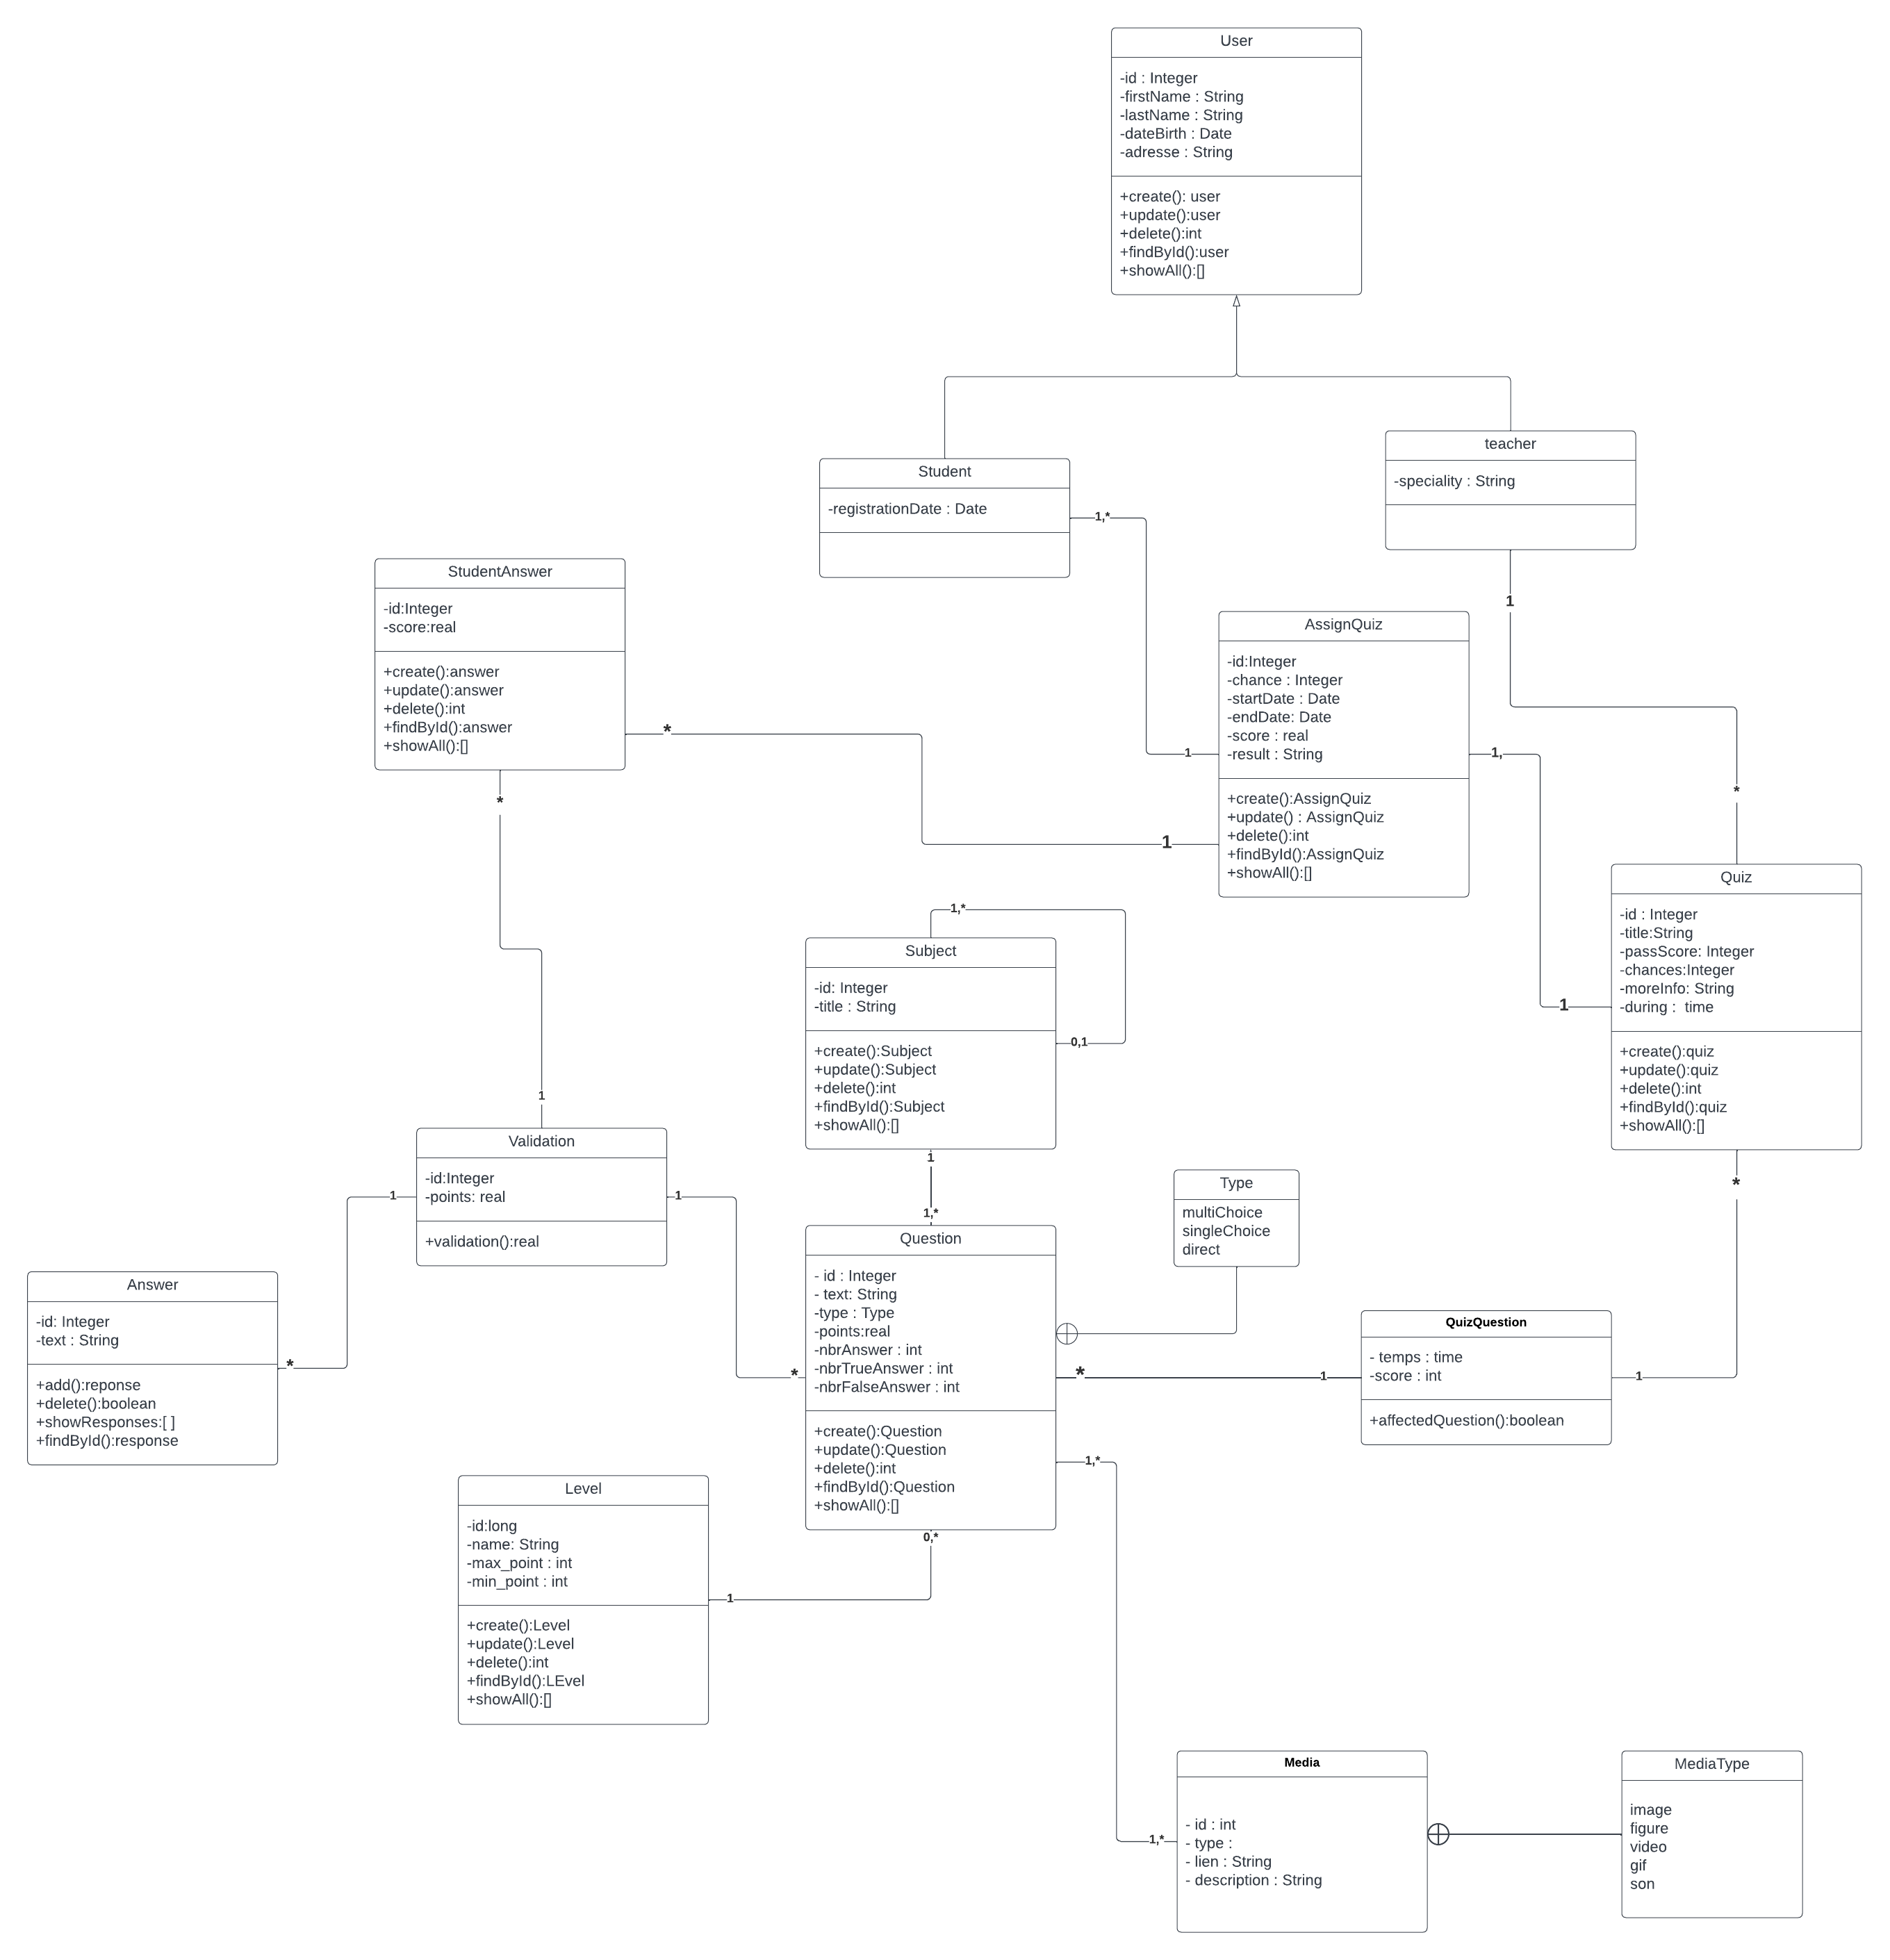 User
-id : Integer
-firstName : String
-lastName : String
-dateBirth : Date
-adresse : String
+create(): user
+update():user
+delete():int
+findById():user
+showAll():[]
Student
-registrationDate : Date
1,*
teacher
-speciality : String
1
StudentAnswer
-id:Integer
-score:real
+create():answer
+update():answer
+delete():int
+findById():answer
+showAll():[]
*
*
AssignQuiz
-id:Integer
-chance : Integer
-startDate : Date
-endDate: Date
-score : real
-result : String
+create():AssignQuiz
+update() : AssignQuiz
+delete():int
+findById():AssignQuiz
+showAll():[]
1
1,
1
*
Quiz
-id : Integer
-title:String
-passScore: Integer
-chances:Integer
-moreInfo: String
-during :  time
+create():quiz
+update():quiz
+delete():int
+findById():quiz
+showAll():[]
1
*
1,*
Subject
-id: Integer
-title : String
+create():Subject
+update():Subject
+delete():int
+findById():Subject
+showAll():[]
0,1
1
1
Validation
-id:Integer
-points: real
+validation():real
1
1
Answer
-id: Integer
-text : String
+add():reponse
+delete():boolean
+showResponses:[ ]
+findById():response
*
Type
multiChoice
singleChoice
direct
1,*
Question
- id : Integer
- text: String
-type : Type
-points:real
-nbrAnswer : int
-nbrTrueAnswer : int
-nbrFalseAnswer : int
+create():Question
+update():Question
+delete():int
+findById():Question
+showAll():[]
*
*
1,*
0,*
QuizQuestion
- temps : time
-score : int
+affectedQuestion():boolean
1
1
Level
-id:long
-name: String
-max_point : int
-min_point : int
+create():Level
+update():Level
+delete():int
+findById():LEvel
+showAll():[]
1
Media
- id : int
- type :
- lien : String
- description : String
1,*
MediaType
image
figure
video
gif
son